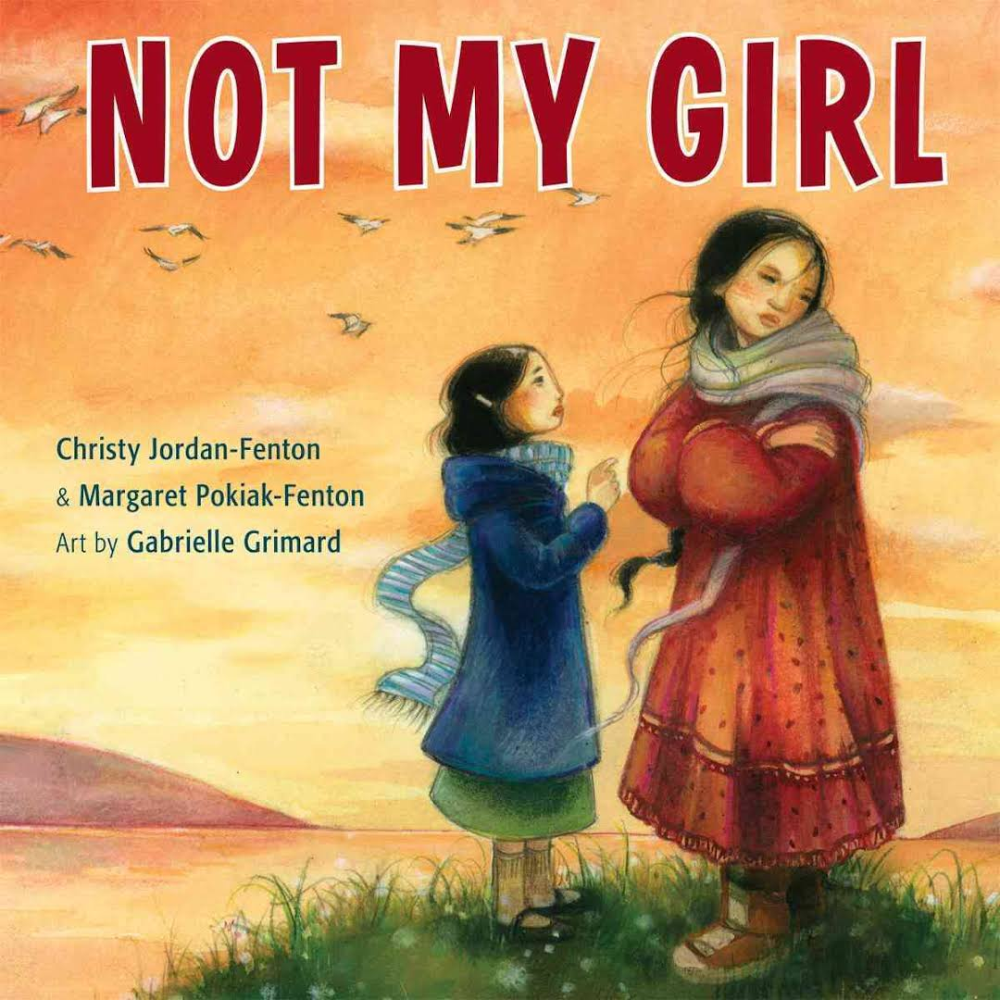 NOT MY GIRL
Christy Jordan-Fenton
& Margaret Pokiak-Fenton
Art by Gabrielle Grimard